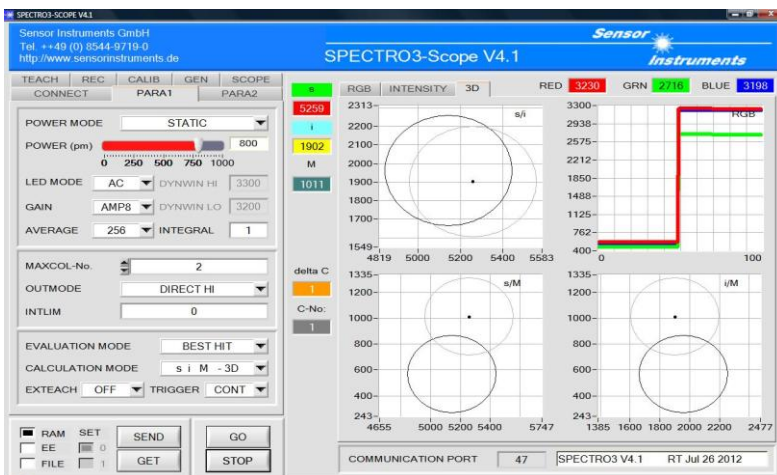 SPECTRO3-SCOPE V4.1
Sensor Instruments GmbH
Tel. ++49 (0) 8544-9719-0
http://www.sensorinstruments.de
SPECTRO3-Scope V4.1
Sensor
Instruments
TEACH REC CALIB GEN SCOPE
CONNECT PARA1 PARA2
POWER MODE STATIC
POWER (pm) 800
0 250 500 750 1000
LED MODE AC DYNWIN HI 3300
GAIN AMP8 DYNWIN LO 3200
AVERAGE 256 INTEGRAL 1
MAXCOL-No. 2
OUTMODE DIRECT HI
INTLIM 0
EVALUATION MODE BEST HIT
CALCULATION MODE s i M - 3D
EXTEACH OFF TRIGGER CONT
RAM SET
EE 0
FILE 1
SEND GO
GET STOP
s
5259
i
1902
M
1011
delta C
1
C-No:
1
RGB INTENSITY 3D RED 3230 GRN 2716 BLUE 3198
s/i
2313
2200
2100
2000
1900
1800
1700
1549
4819 5000 5200 5400 5583
RGB
3300
2938
2575
2212
1850
1488
1125
762
400
0 100
s/M
1335
1200
1000
800
600
400
243
4655 5000 5200 5400 5747
i/M
1335
1200
1000
800
600
400
243
1385 1600 1800 2000 2200 2477
COMMUNICATION PORT 47 SPECTRO3 V4.1 RT Jul 26 2012